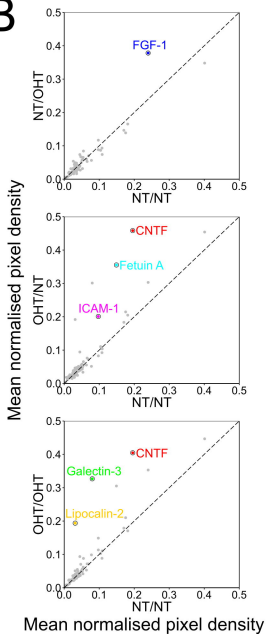 B
Mean normalised pixel density
NT/OHT
0.5
0.4
0.3
0.2
0.1
0.0
FGF-1
0.0 0.1 0.2 0.3 0.4 0.5
NT/NT
OHT/NT
0.5
0.4
0.3
0.2
0.1
0.0
CNTF
Fetuin A
ICAM-1
0.0 0.1 0.2 0.3 0.4 0.5
NT/NT
OHT/OHT
0.5
0.4
0.3
0.2
0.1
0.0
CNTF
Galectin-3
Lipocalin-2
0.0 0.1 0.2 0.3 0.4 0.5
NT/NT
Mean normalised pixel density